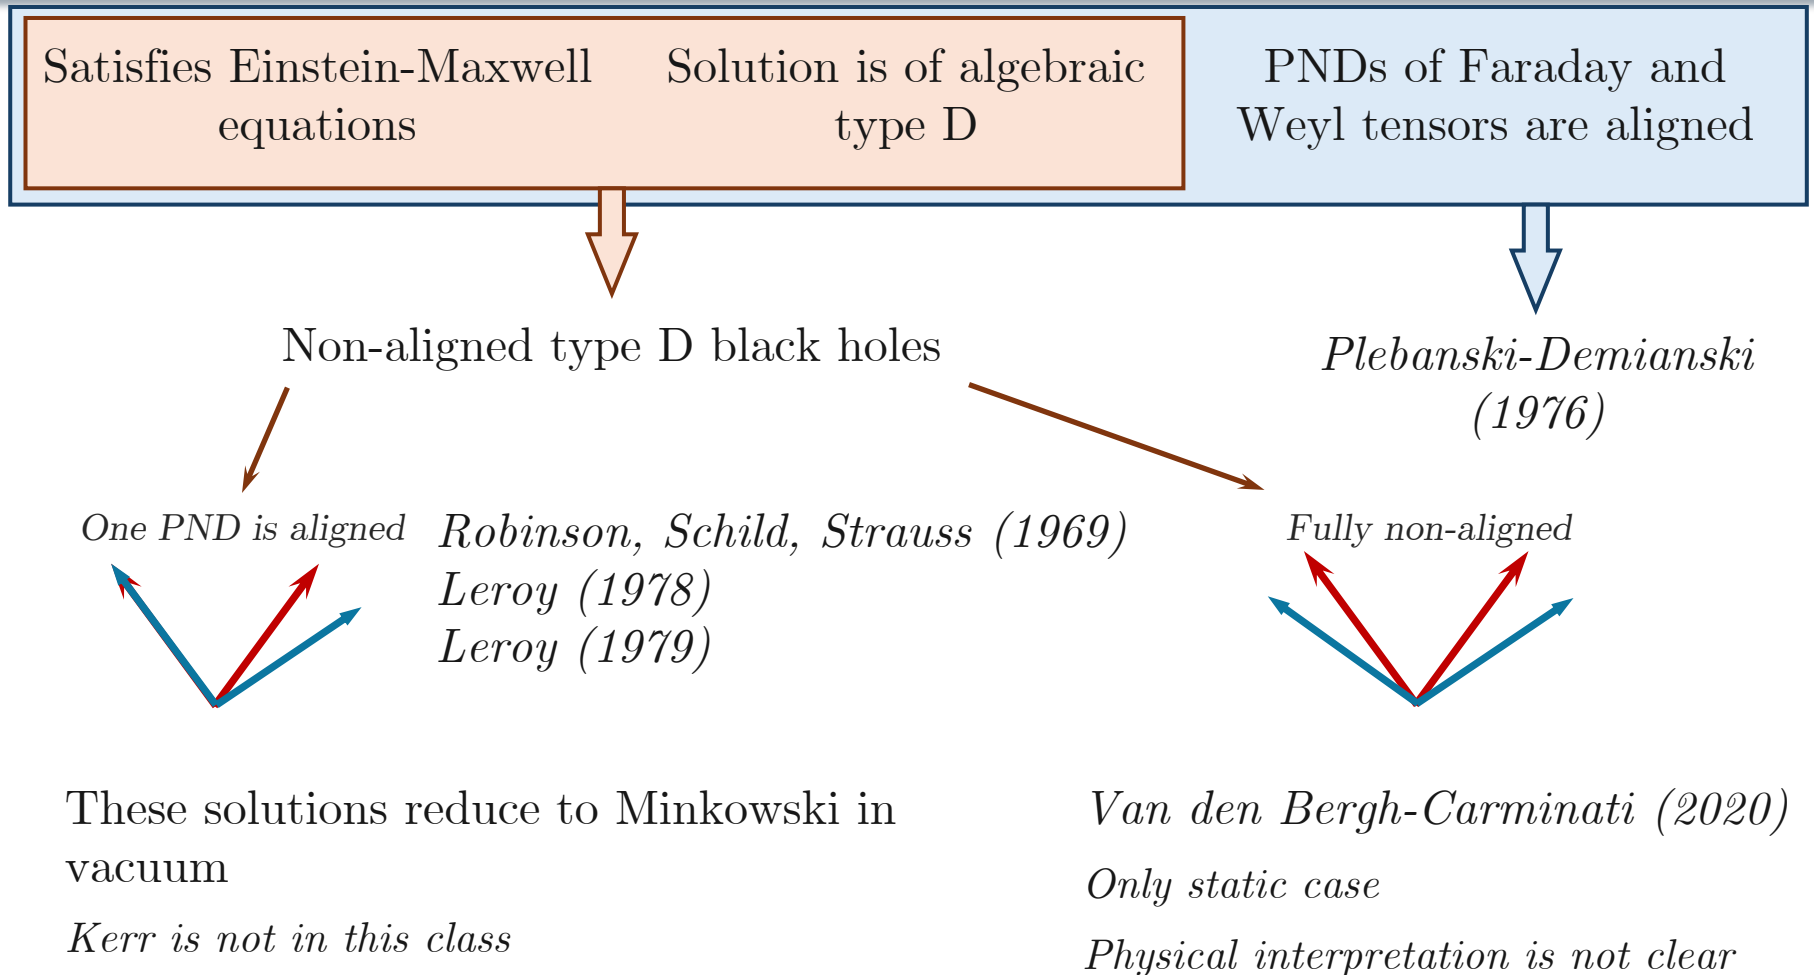 Satisfies Einstein-Maxwell
equations
Solution is of algebraic
type D
PNDs of Faraday and
Weyl tensors are aligned
Non-aligned type D black holes
Plebanski-Demianski
(1976)
One PND is aligned
Robinson, Schild, Strauss (1969)
Leroy (1978)
Leroy (1979)
Fully non-aligned
These solutions reduce to Minkowski in
vacuum
Kerr is not in this class
Van den Bergh-Carminati (2020)
Only static case
Physical interpretation is not clear